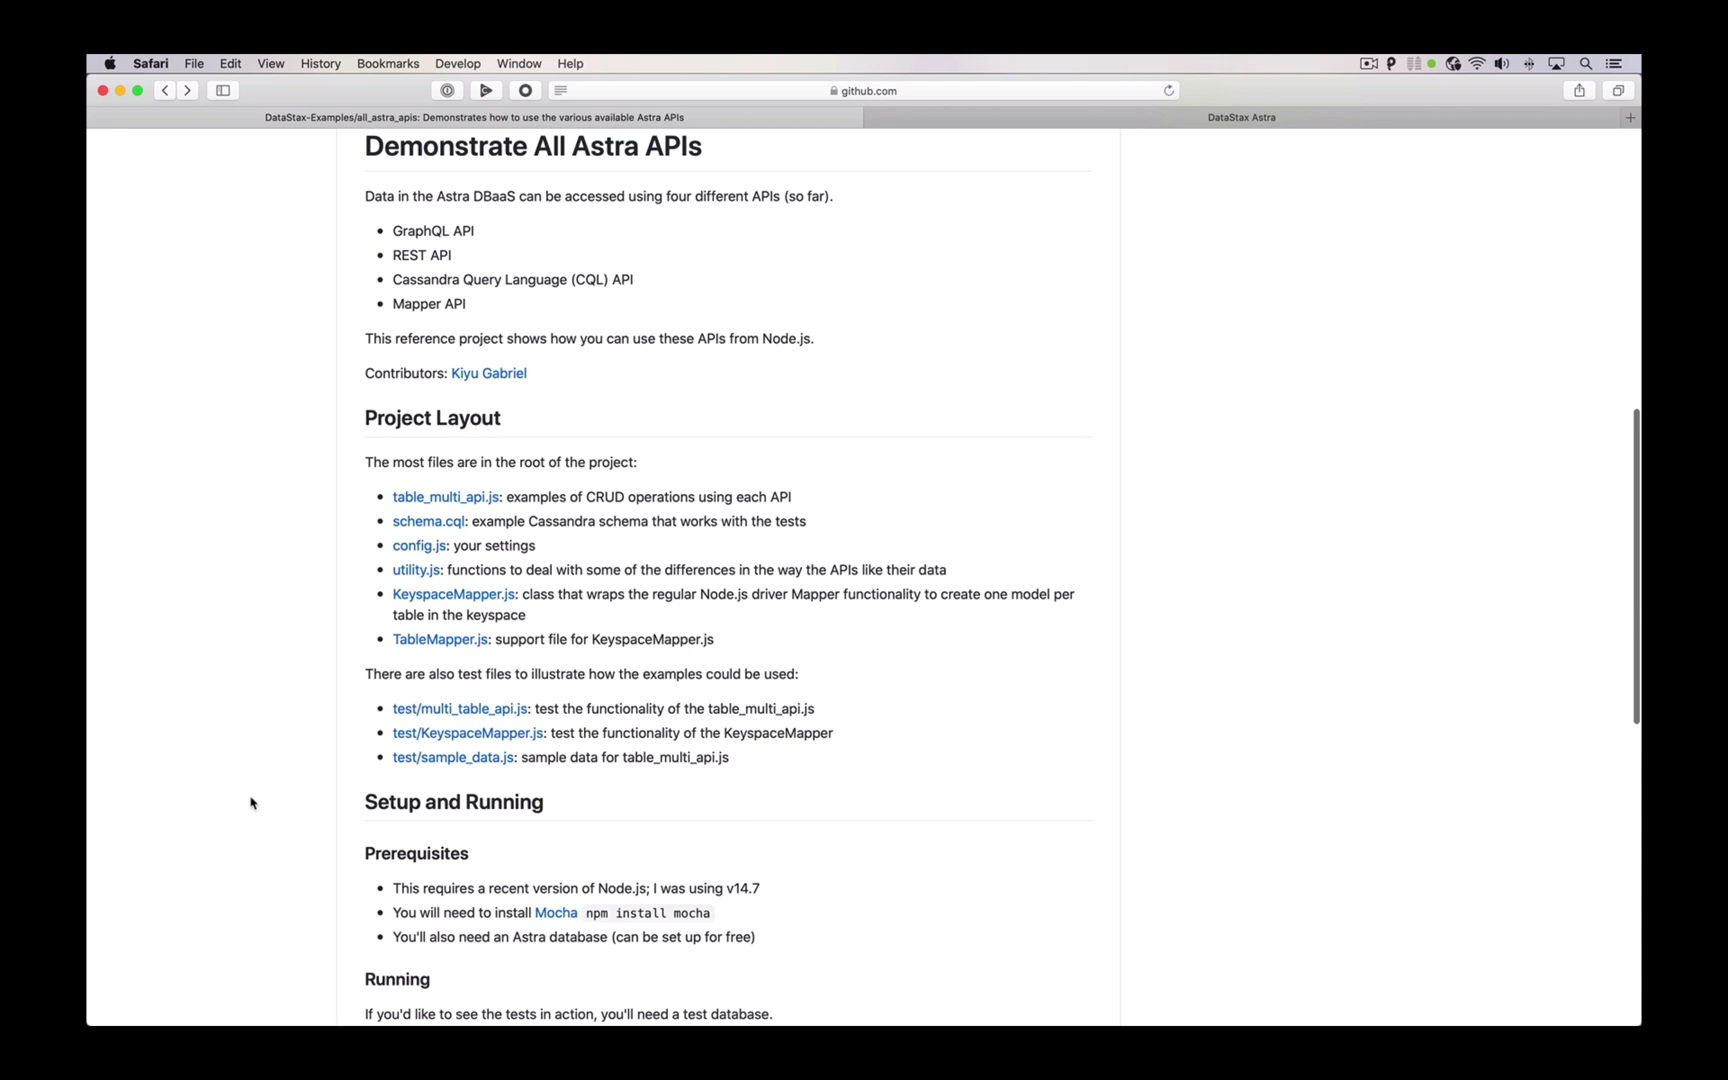 Safari File Edit View History Bookmarks Develop Window Help
github.com
DataStax-Examples/all_astra_apis: Demonstrates how to use the various available Astra APIs
DataStax Astra
Demonstrate All Astra APIs
Data in the Astra DBaaS can be accessed using four different APIs (so far).
• GraphQL API
• REST API
• Cassandra Query Language (CQL) API
• Mapper API
This reference project shows how you can use these APIs from Node.js.
Contributors: Kiyu Gabriel
Project Layout
The most files are in the root of the project:
• table_multi_api.js: examples of CRUD operations using each API
• schema.cql: example Cassandra schema that works with the tests
• config.js: your settings
• utility.js: functions to deal with some of the differences in the way the APIs like their data
• KeyspaceMapper.js: class that wraps the regular Node.js driver Mapper functionality to create one model per
table in the keyspace
• TableMapper.js: support file for KeyspaceMapper.js
There are also test files to illustrate how the examples could be used:
• test/multi_table_api.js: test the functionality of the table_multi_api.js
• test/KeyspaceMapper.js: test the functionality of the KeyspaceMapper
• test/sample_data.js: sample data for table_multi_api.js
Setup and Running
Prerequisites
• This requires a recent version of Node.js; I was using v14.7
• You will need to install Mocha npm install mocha
• You'll also need an Astra database (can be set up for free)
Running
If you'd like to see the tests in action, you'll need a test database.